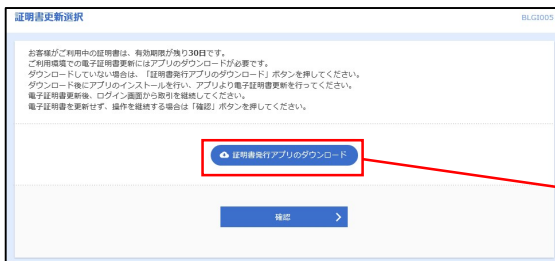 証明書更新選択
BLGI005
お客様がご利用中の証明書は、有効期限が残り30日です。
ご利用環境での電子証明書更新にはアプリのダウンロードが必要です。
ダウンロードしていない場合は、「証明書発行アプリのダウンロード」ボタンを押してください。
ダウンロード後にアプリのインストールを行い、アプリより電子証明書更新を行ってください。
電子証明書更新後、ログイン画面から取引を継続してください。
電子証明書を更新せず、操作を継続する場合は「確認」ボタンを押してください。
証明書発行アプリのダウンロード
確認